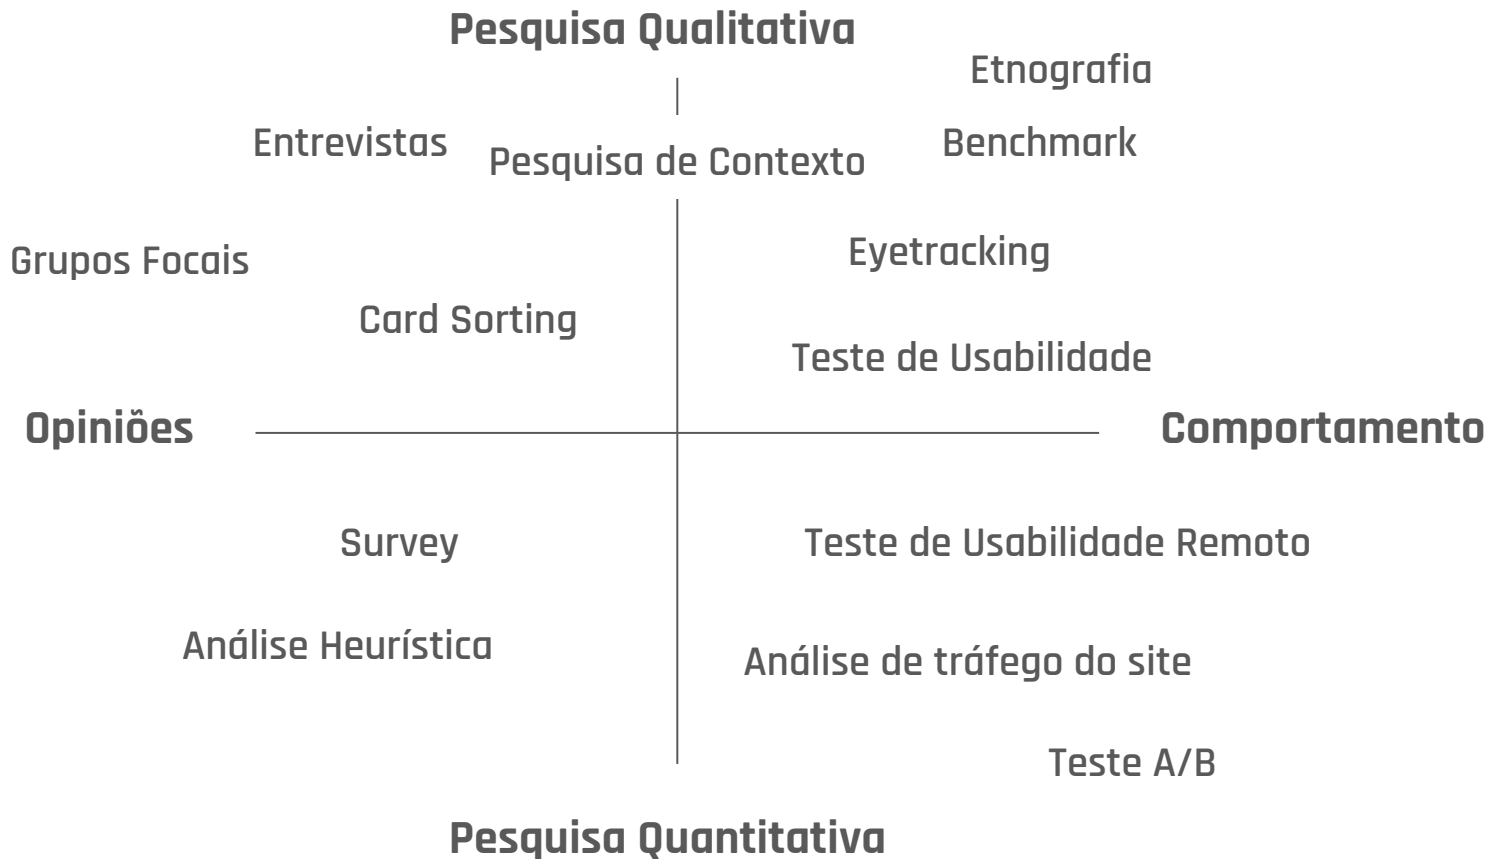 Pesquisa Qualitativa
Etnografia
Entrevistas
Pesquisa de Contexto
Benchmark
Grupos Focais
Eyetracking
Card Sorting
Teste de Usabilidade
Opiniões
Comportamento
Survey
Teste de Usabilidade Remoto
Análise Heurística
Análise de tráfego do site
Teste A/B
Pesquisa Quantitativa